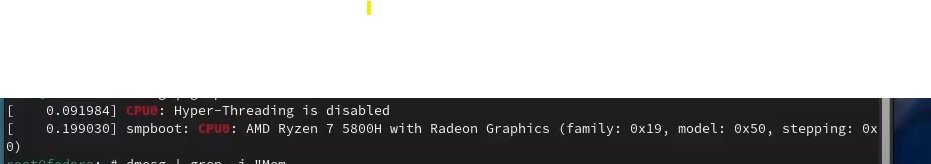 [    0.091984] CPU0: Hyper-Threading is disabled
[    0.199030] smpboot: CPU0: AMD Ryzen 7 5800H with Radeon Graphics (family: 0x19, model: 0x50, stepping: 0x
0)
root@fedora: # dmesg | grep -i "Mem